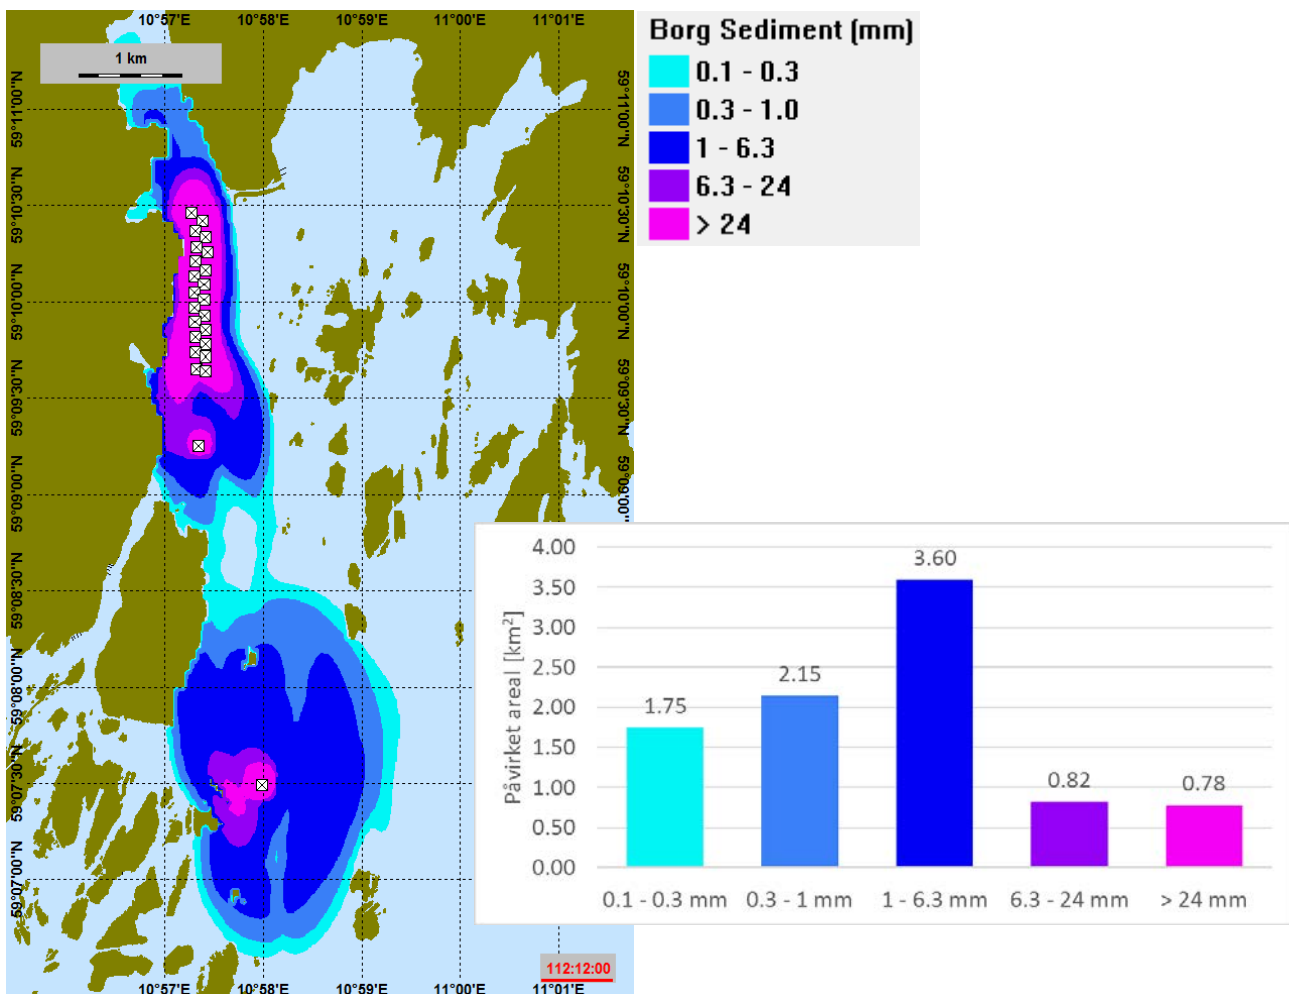 10°57'E 10°58'E 10°59'E 11°00'E 11°01'E
1 km
59°11'00''N 59°11'00''N
59°10'30''N 59°10'30''N
59°10'00''N 59°10'00''N
59°09'30''N 59°09'30''N
59°09'00''N 59°09'00''N
59°08'30''N
59°08'00''N
59°07'30''N
59°07'00''N
112:12:00
10°57'E 10°58'E 10°59'E 11°00'E 11°01'E
Borg Sediment (mm)
0.1 - 0.3
0.3 - 1.0
1 - 6.3
6.3 - 24
> 24
Påvirket areal [km²]
4.00
3.50
3.00
2.50
2.00
1.50
1.00
0.50
0.00
1.75
2.15
3.60
0.82
0.78
0.1 - 0.3 mm 0.3 - 1 mm 1 - 6.3 mm 6.3 - 24 mm > 24 mm